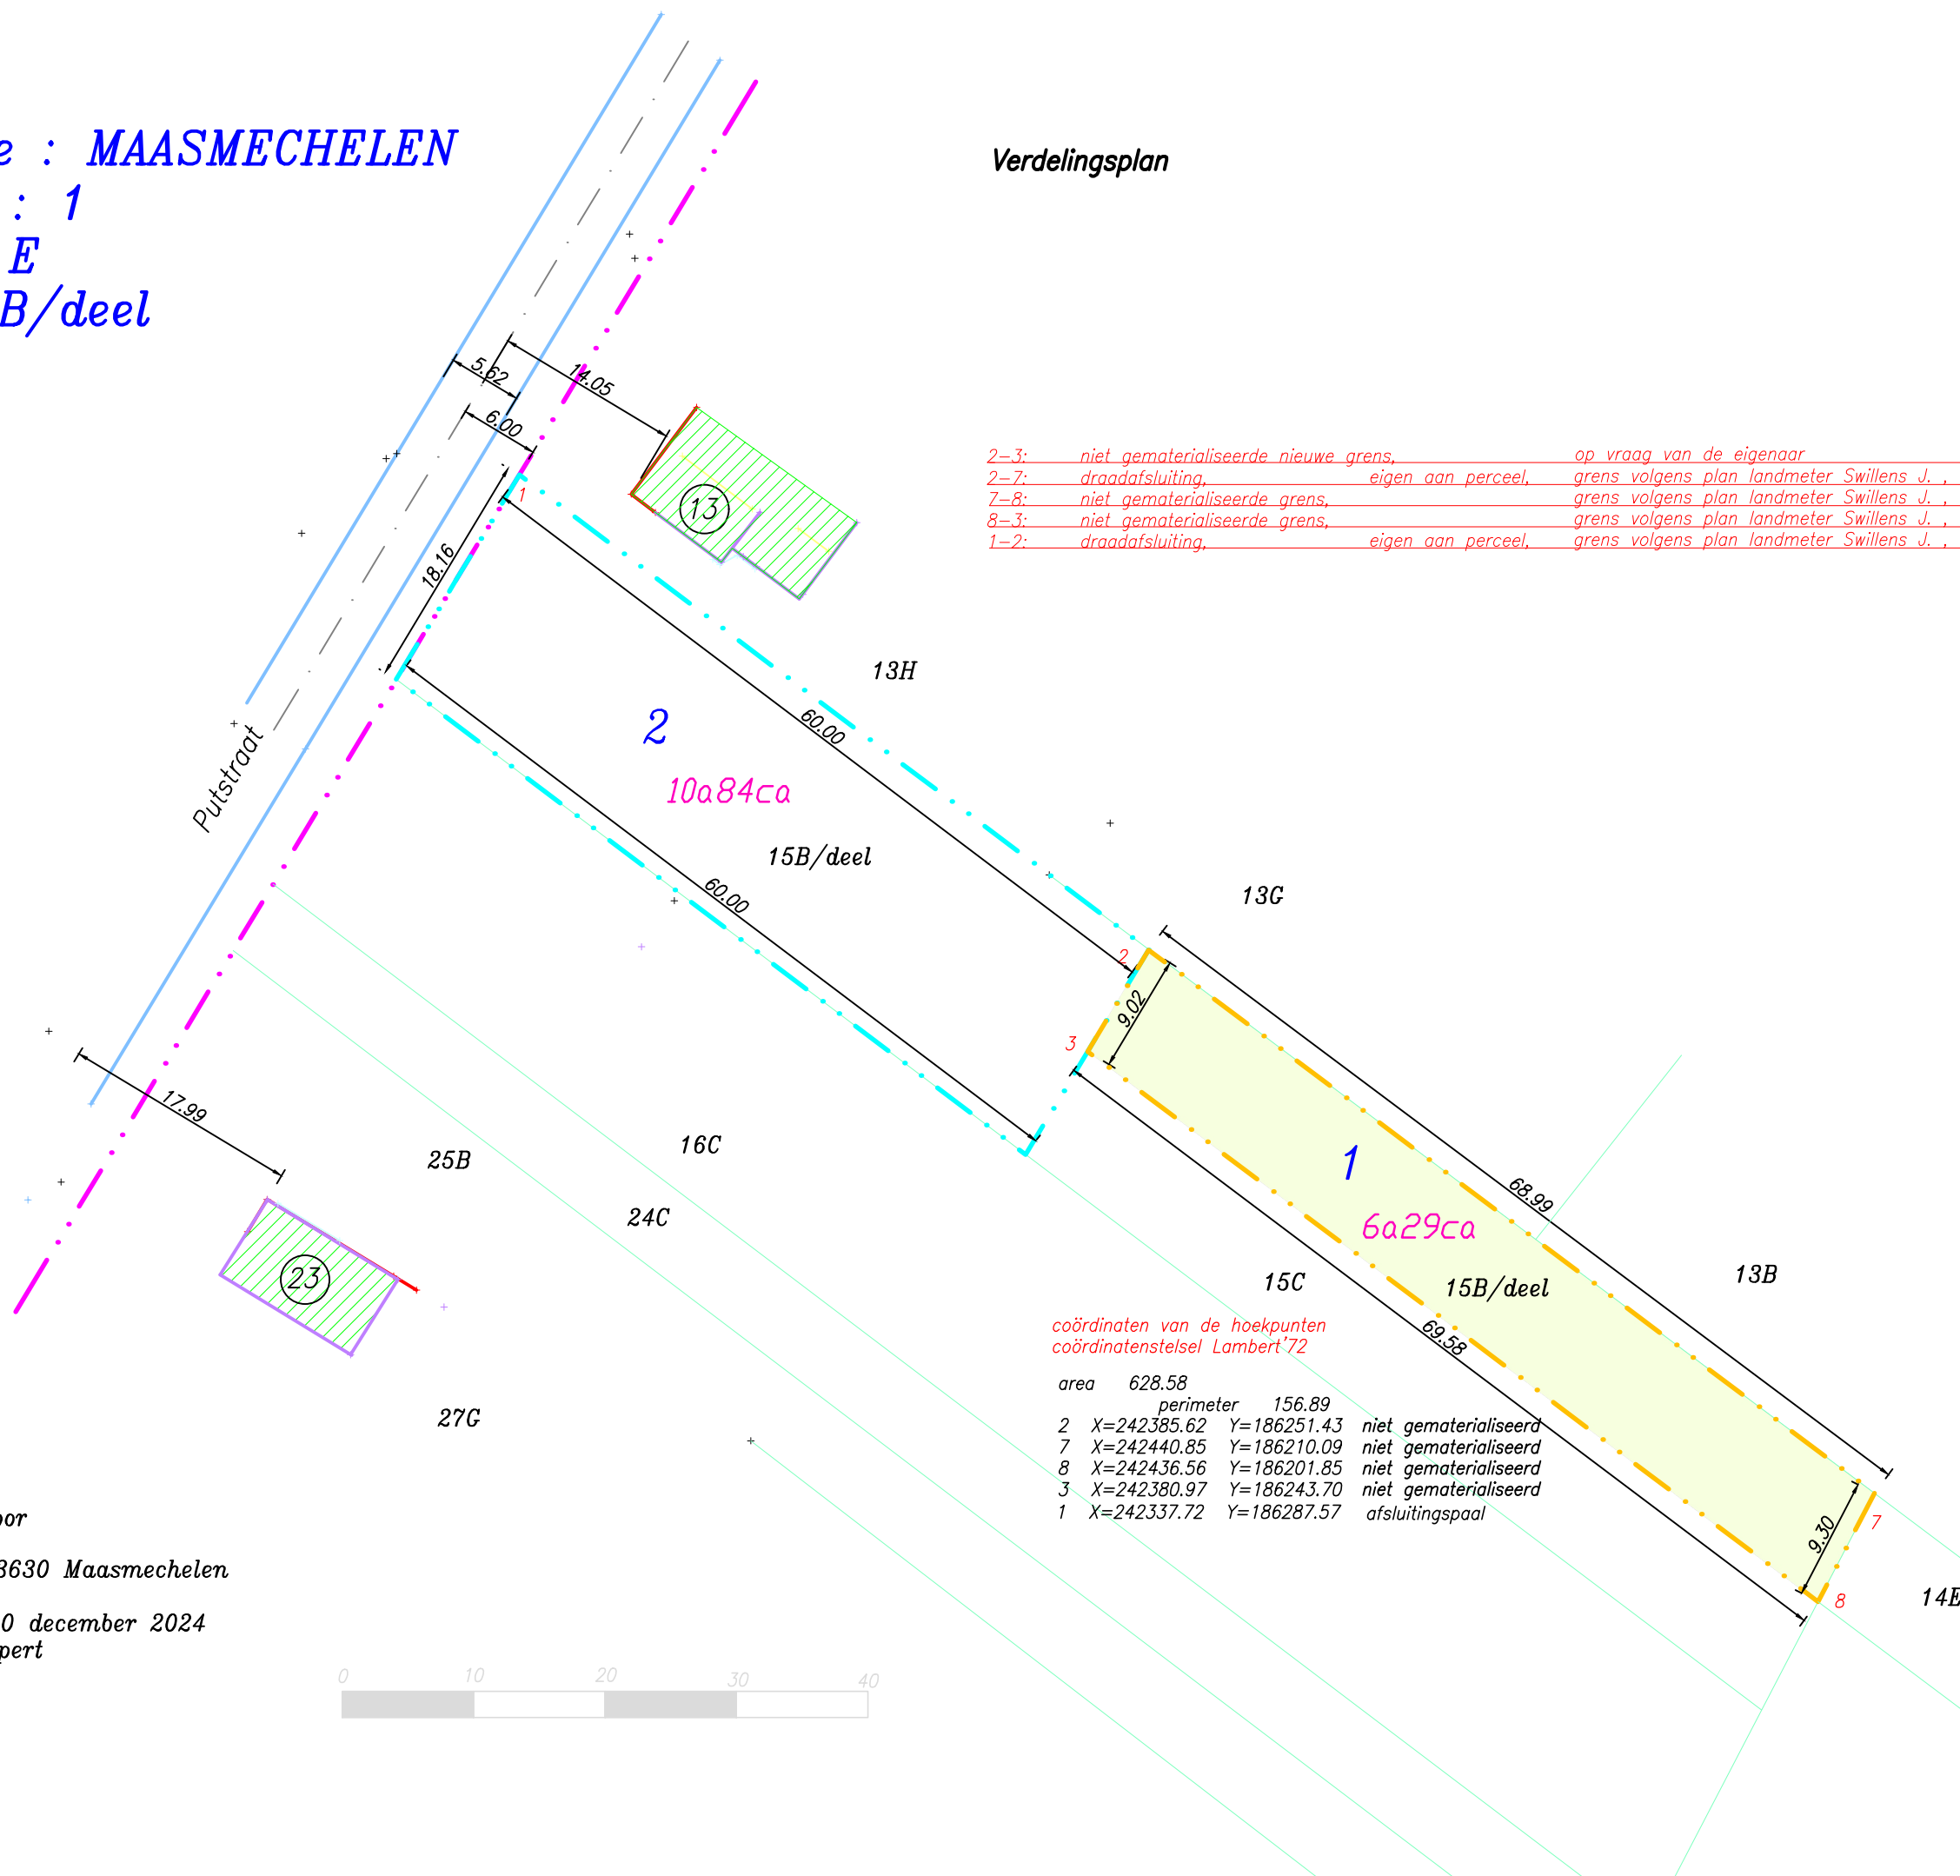 e : MAASMECHELEN
: 1
E
B/deel
Verdelingsplan
5.62
14.05
6.00
13
1
18.16
2-3: niet gematerialiseerde nieuwe grens, op vraag van de eigenaar
2-7: draadafsluiting, eigen aan perceel, grens volgens plan landmeter Swillens J. ,
7-8: niet gematerialiseerde grens, grens volgens plan landmeter Swillens J. ,
8-3: niet gematerialiseerde grens, grens volgens plan landmeter Swillens J. ,
1-2: draadafsluiting, eigen aan perceel, grens volgens plan landmeter Swillens J. ,
13H
2
60.00
10a84ca
Putstraat
15B/deel
60.00
13G
2
9.02
3
17.99
25B
16C
24C
23
1
68.99
6a29ca
15C
15B/deel
13B
69.58
coördinaten van de hoekpunten
coördinatenstelsel Lambert'72
area 628.58
perimeter 156.89
2 X=242385.62 Y=186251.43 niet gematerialiseerd
7 X=242440.85 Y=186210.09 niet gematerialiseerd
8 X=242436.56 Y=186201.85 niet gematerialiseerd
3 X=242380.97 Y=186243.70 niet gematerialiseerd
1 X=242337.72 Y=186287.57 afsluitingspaal
27G
7
9.30
8
14E
oor
3630 Maasmechelen
0 december 2024
pert
0 10 20 30 40